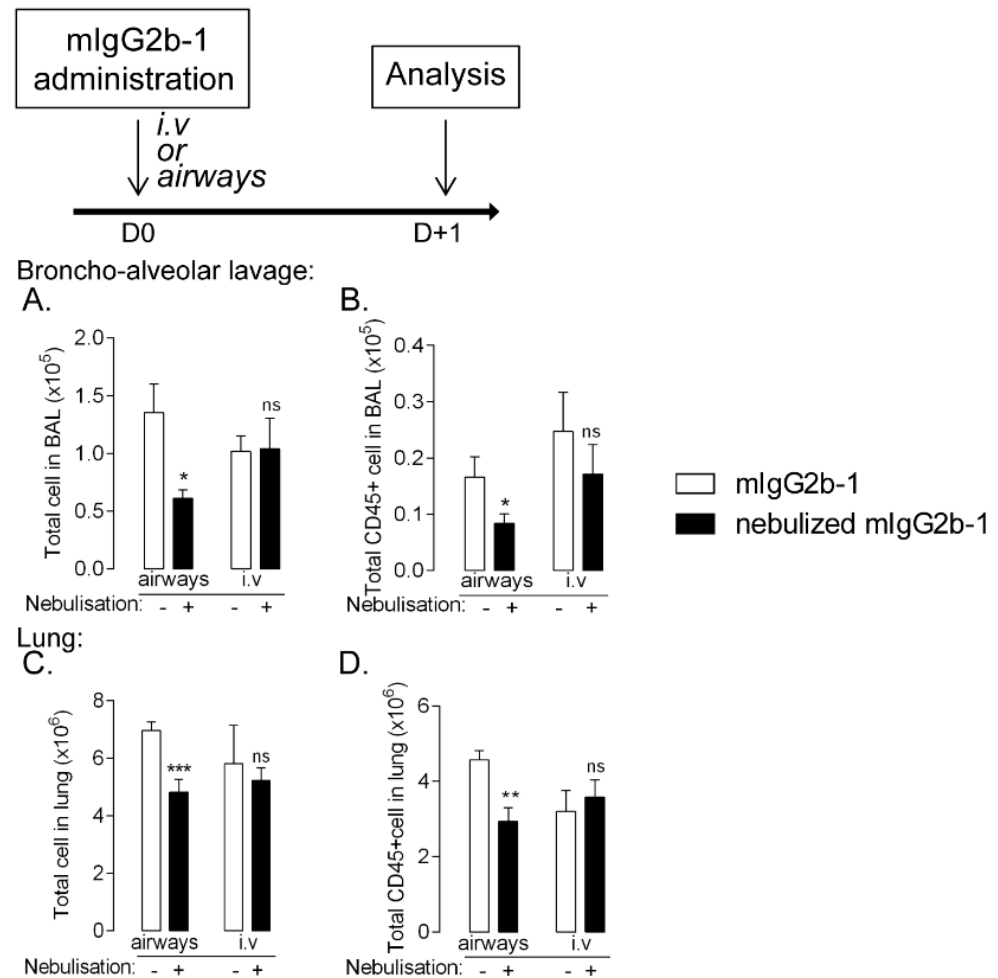 mIgG2b-1
administration
Analysis
i.v
or
airways
D0
D+1
Broncho-alveolar lavage:
A.
Total cell in BAL (x10⁵)
2.0
1.5
1.0
0.5
0.0
*
ns
airways
i.v
Nebulisation: - + - +
B.
Total CD45+ cell in BAL (x10⁵)
0.4
0.3
0.2
0.1
0.0
*
ns
airways
i.v
Nebulisation: - + - +
mIgG2b-1
nebulized mIgG2b-1
Lung:
C.
Total cell in lung (x10⁶)
8
6
4
2
0
***
ns
airways
i.v
Nebulisation: - + - +
D.
Total CD45+cell in lung (x10⁶)
6
4
2
0
**
ns
airways
i.v
Nebulisation: - + - +